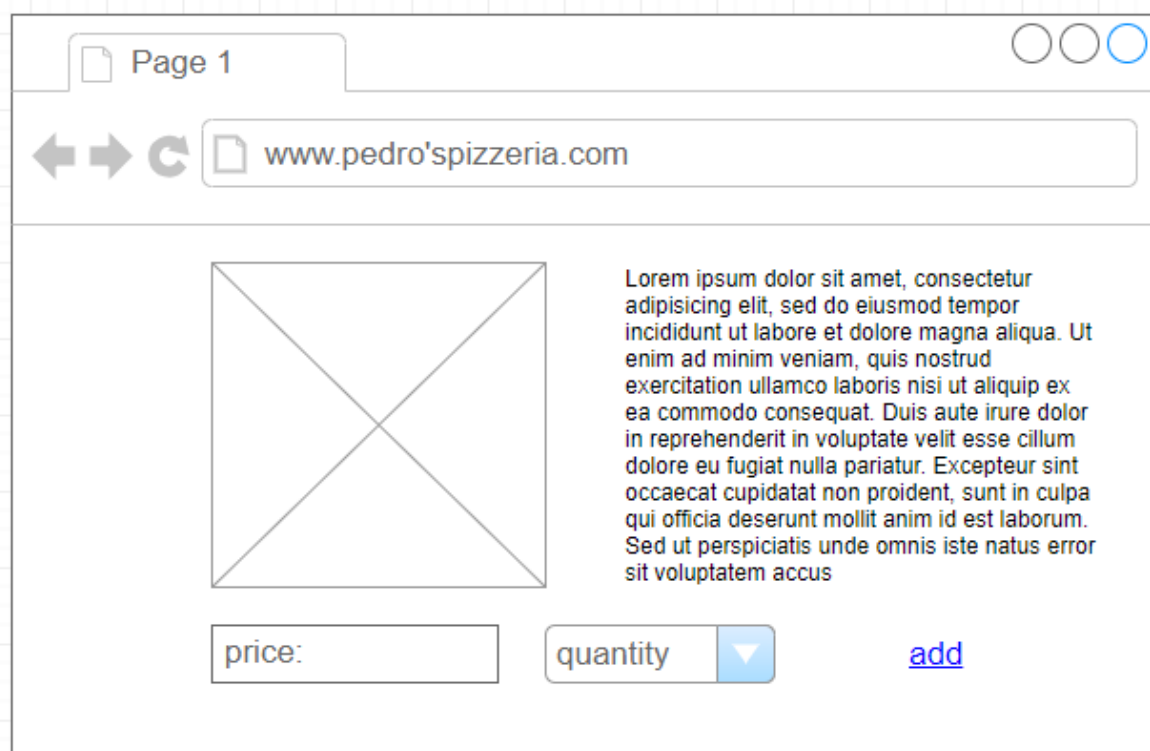 Page 1
www.pedro'spizzeria.com
Lorem ipsum dolor sit amet, consectetur
adipisicing elit, sed do eiusmod tempor
incididunt ut labore et dolore magna aliqua. Ut
enim ad minim veniam, quis nostrud
exercitation ullamco laboris nisi ut aliquip ex
ea commodo consequat. Duis aute irure dolor
in reprehenderit in voluptate velit esse cillum
dolore eu fugiat nulla pariatur. Excepteur sint
occaecat cupidatat non proident, sunt in culpa
qui officia deserunt mollit anim id est laborum.
Sed ut perspiciatis unde omnis iste natus error
sit voluptatem accus
price:
quantity
add